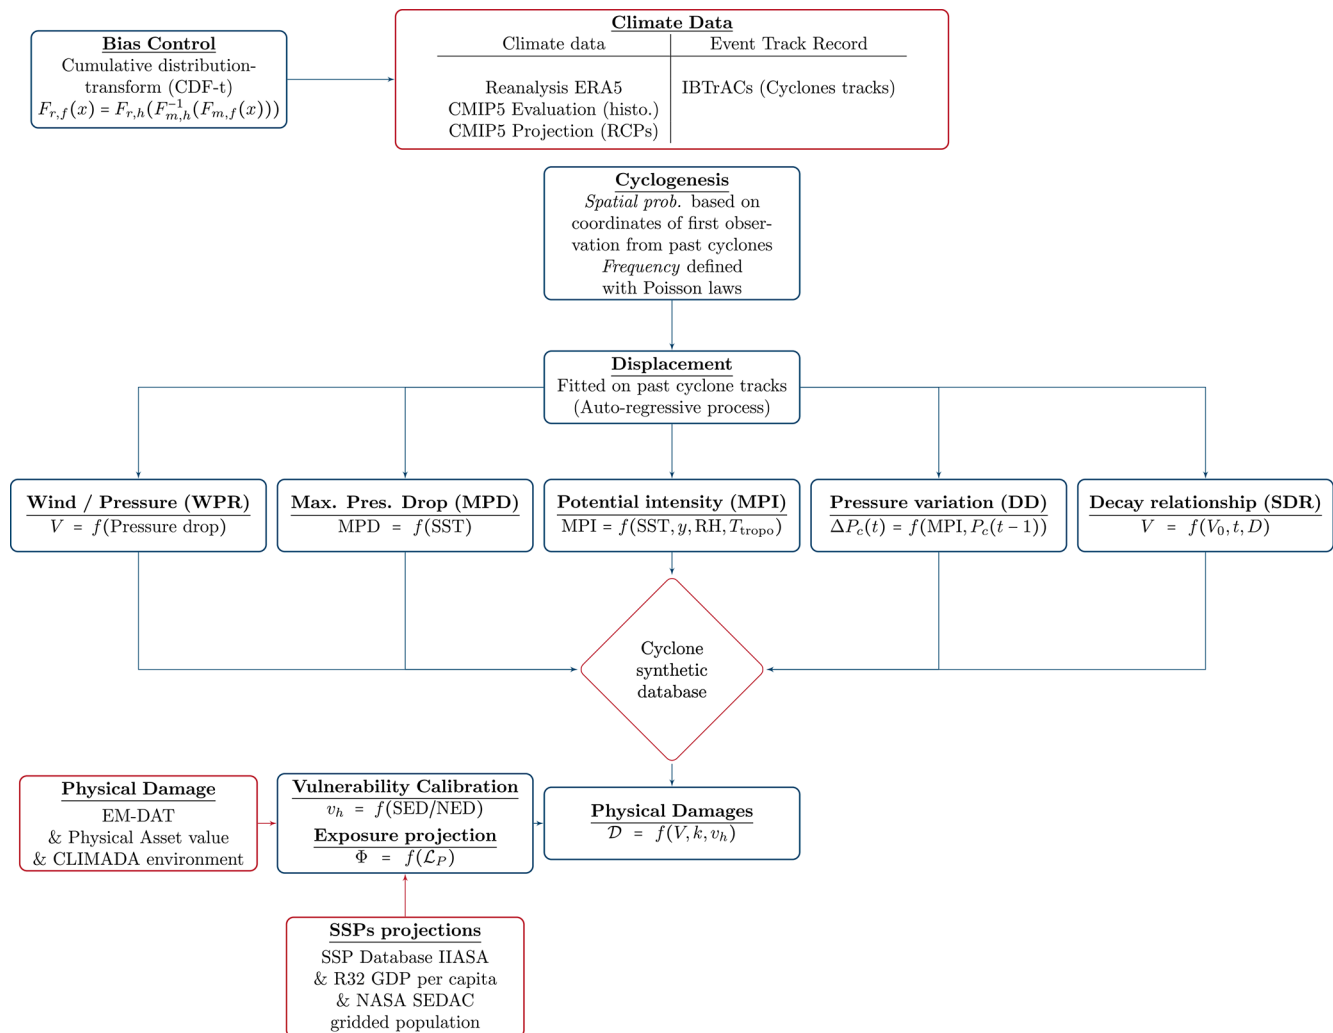 Bias Control
Cumulative distribution-
transform (CDF-t)
F_{r,f}(x) = F_{r,h}(F_{m,h}^{-1}(F_{m,f}(x)))
Climate Data
Climate data
Event Track Record
Reanalysis ERA5
IBTrACs (Cyclones tracks)
CMIP5 Evaluation (histo.)
CMIP5 Projection (RCPs)
Cyclogenesis
Spatial prob. based on
coordinates of first obser-
vation from past cyclones
Frequency defined
with Poisson laws
Displacement
Fitted on past cyclone tracks
(Auto-regressive process)
Wind / Pressure (WPR)
V = f(Pressure drop)
Max. Pres. Drop (MPD)
MPD = f(SST)
Potential intensity (MPI)
MPI = f(SST, y, RH, T_{tropo})
Pressure variation (DD)
ΔP_c(t) = f(MPI, P_c(t − 1))
Decay relationship (SDR)
V = f(V_0, t, D)
Cyclone
synthetic
database
Physical Damage
EM-DAT
& Physical Asset value
& CLIMADA environment
Vulnerability Calibration
v_h = f(SED/NED)
Exposure projection
Φ = f(ℒ_P)
Physical Damages
𝒟 = f(V, k, v_h)
SSPs projections
SSP Database IIASA
& R32 GDP per capita
& NASA SEDAC
gridded population